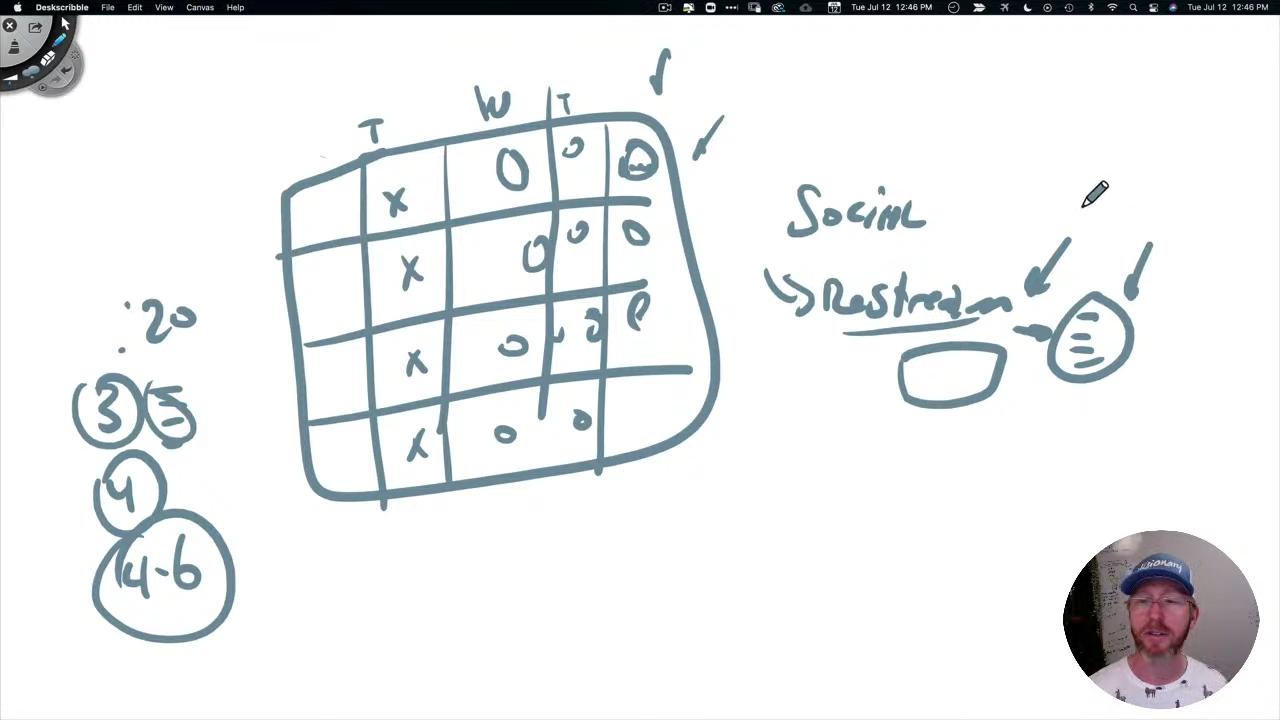 Deskscribble File Edit View Canvas Help
12 Tue Jul 12 12:46 PM Tue Jul 12 12:46 PM
T W T
X O O O
X O O O
X O O
X O O
:20
3 5
4
4-6
Social
Restream